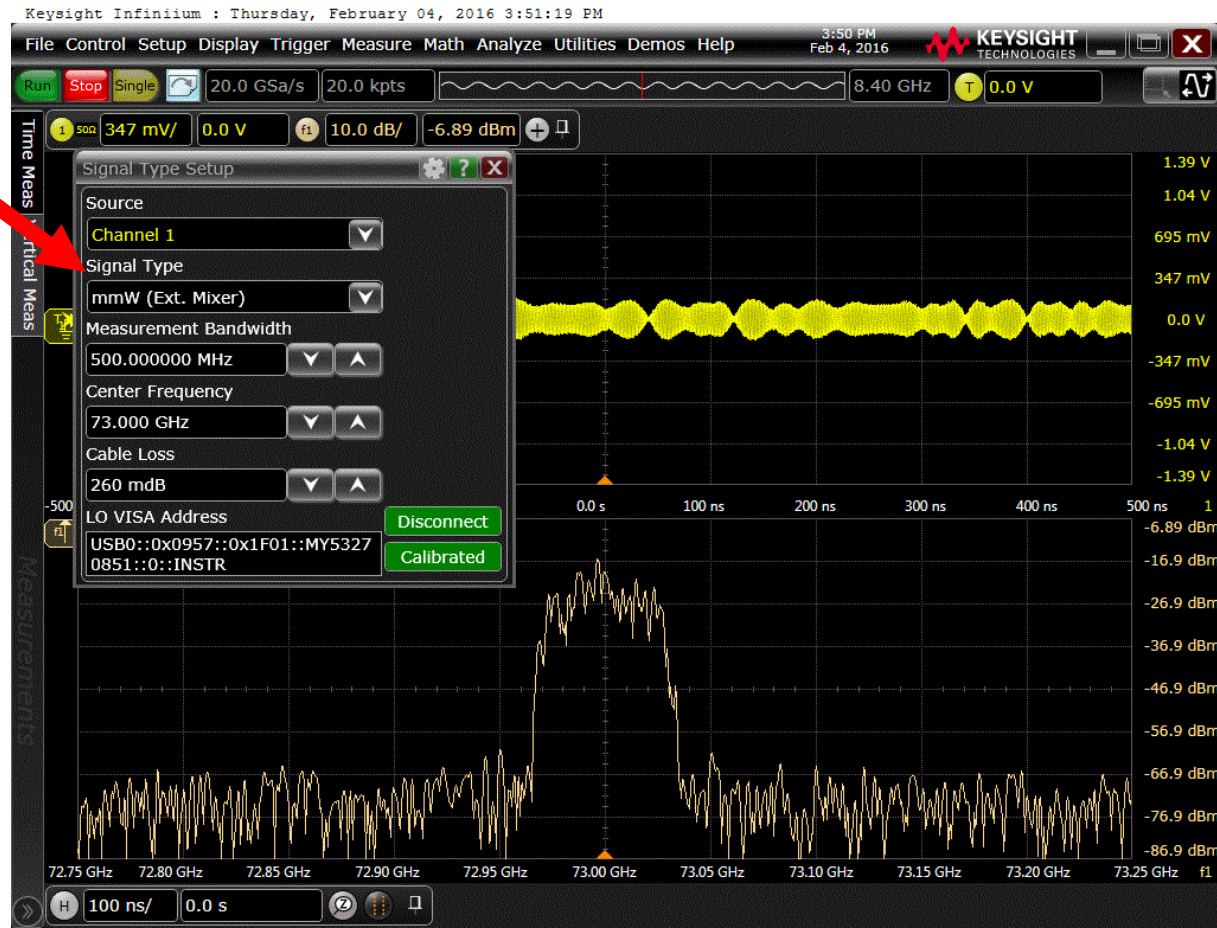 Keysight Infiniium : Thursday, February 04, 2016 3:51:19 PM
File Control Setup Display Trigger Measure Math Analyze Utilities Demos Help
3:50 PM
Feb 4, 2016
KEYSIGHT
TECHNOLOGIES
Run Stop Single 20.0 GSa/s 20.0 kpts 8.40 GHz T 0.0 V
1 50Ω 347 mV/ 0.0 V f1 10.0 dB/ -6.89 dBm
Time Meas
Vertical Meas
Measurements
Signal Type Setup ? X
Source
Channel 1
Signal Type
mmW (Ext. Mixer)
Measurement Bandwidth
500.000000 MHz
Center Frequency
73.000 GHz
Cable Loss
260 mdB
LO VISA Address
USB0::0x0957::0x1F01::MY5327
0851::0::INSTR
Disconnect
Calibrated
1.39 V
1.04 V
695 mV
347 mV
0.0 V
-347 mV
-695 mV
-1.04 V
-1.39 V
-500 0.0 s 100 ns 200 ns 300 ns 400 ns 500 ns 1
f1
-6.89 dBm
-16.9 dBm
-26.9 dBm
-36.9 dBm
-46.9 dBm
-56.9 dBm
-66.9 dBm
-76.9 dBm
-86.9 dBm
72.75 GHz 72.80 GHz 72.85 GHz 72.90 GHz 72.95 GHz 73.00 GHz 73.05 GHz 73.10 GHz 73.15 GHz 73.20 GHz 73.25 GHz f1
H 100 ns/ 0.0 s Z